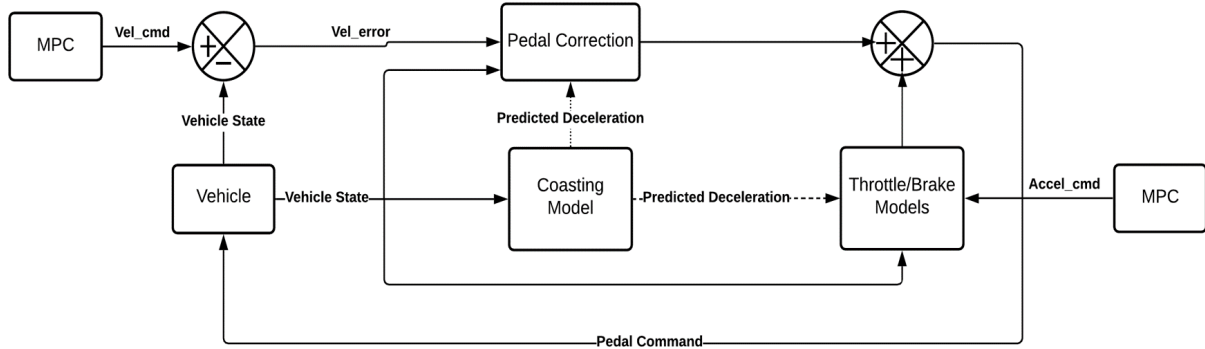 MPC
Vel_cmd
+
−
Vel_error
Pedal Correction
+
+
Vehicle State
Predicted Deceleration
Vehicle
Vehicle State
Coasting
Model
Predicted Deceleration
Throttle/Brake
Models
Accel_cmd
MPC
Pedal Command